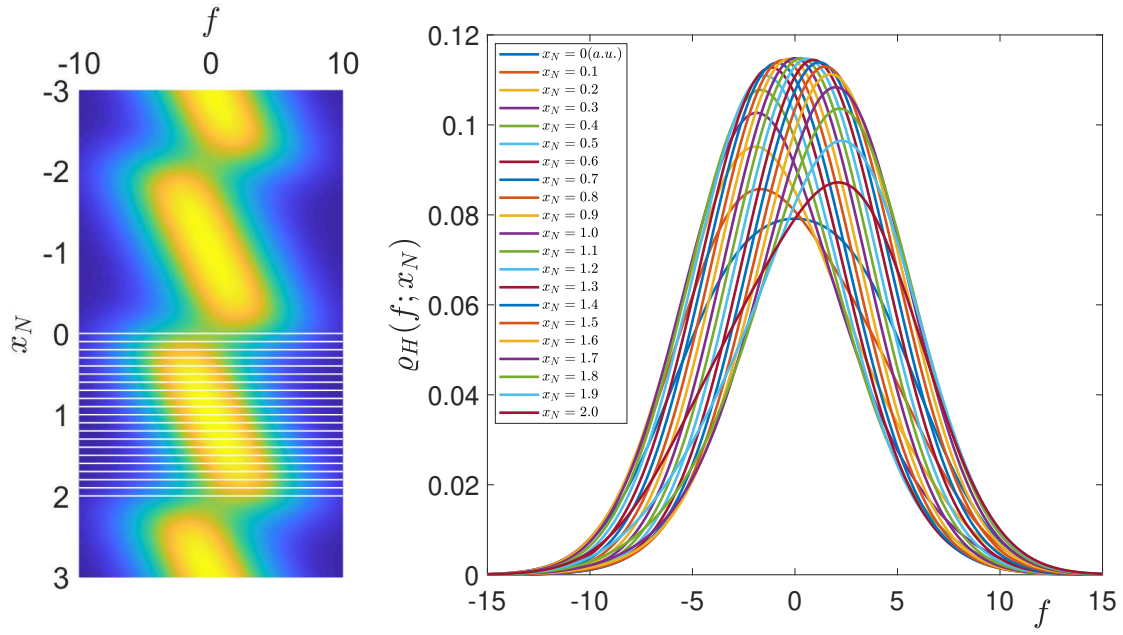 f
-10 0 10
-3
-2
-1
0
1
2
3
x_N
0.12
0.1
0.08
0.06
0.04
0.02
0
ϱ_H(f; x_N)
x_N = 0(a.u.)
x_N = 0.1
x_N = 0.2
x_N = 0.3
x_N = 0.4
x_N = 0.5
x_N = 0.6
x_N = 0.7
x_N = 0.8
x_N = 0.9
x_N = 1.0
x_N = 1.1
x_N = 1.2
x_N = 1.3
x_N = 1.4
x_N = 1.5
x_N = 1.6
x_N = 1.7
x_N = 1.8
x_N = 1.9
x_N = 2.0
-15 -10 -5 0 5 10 15
f